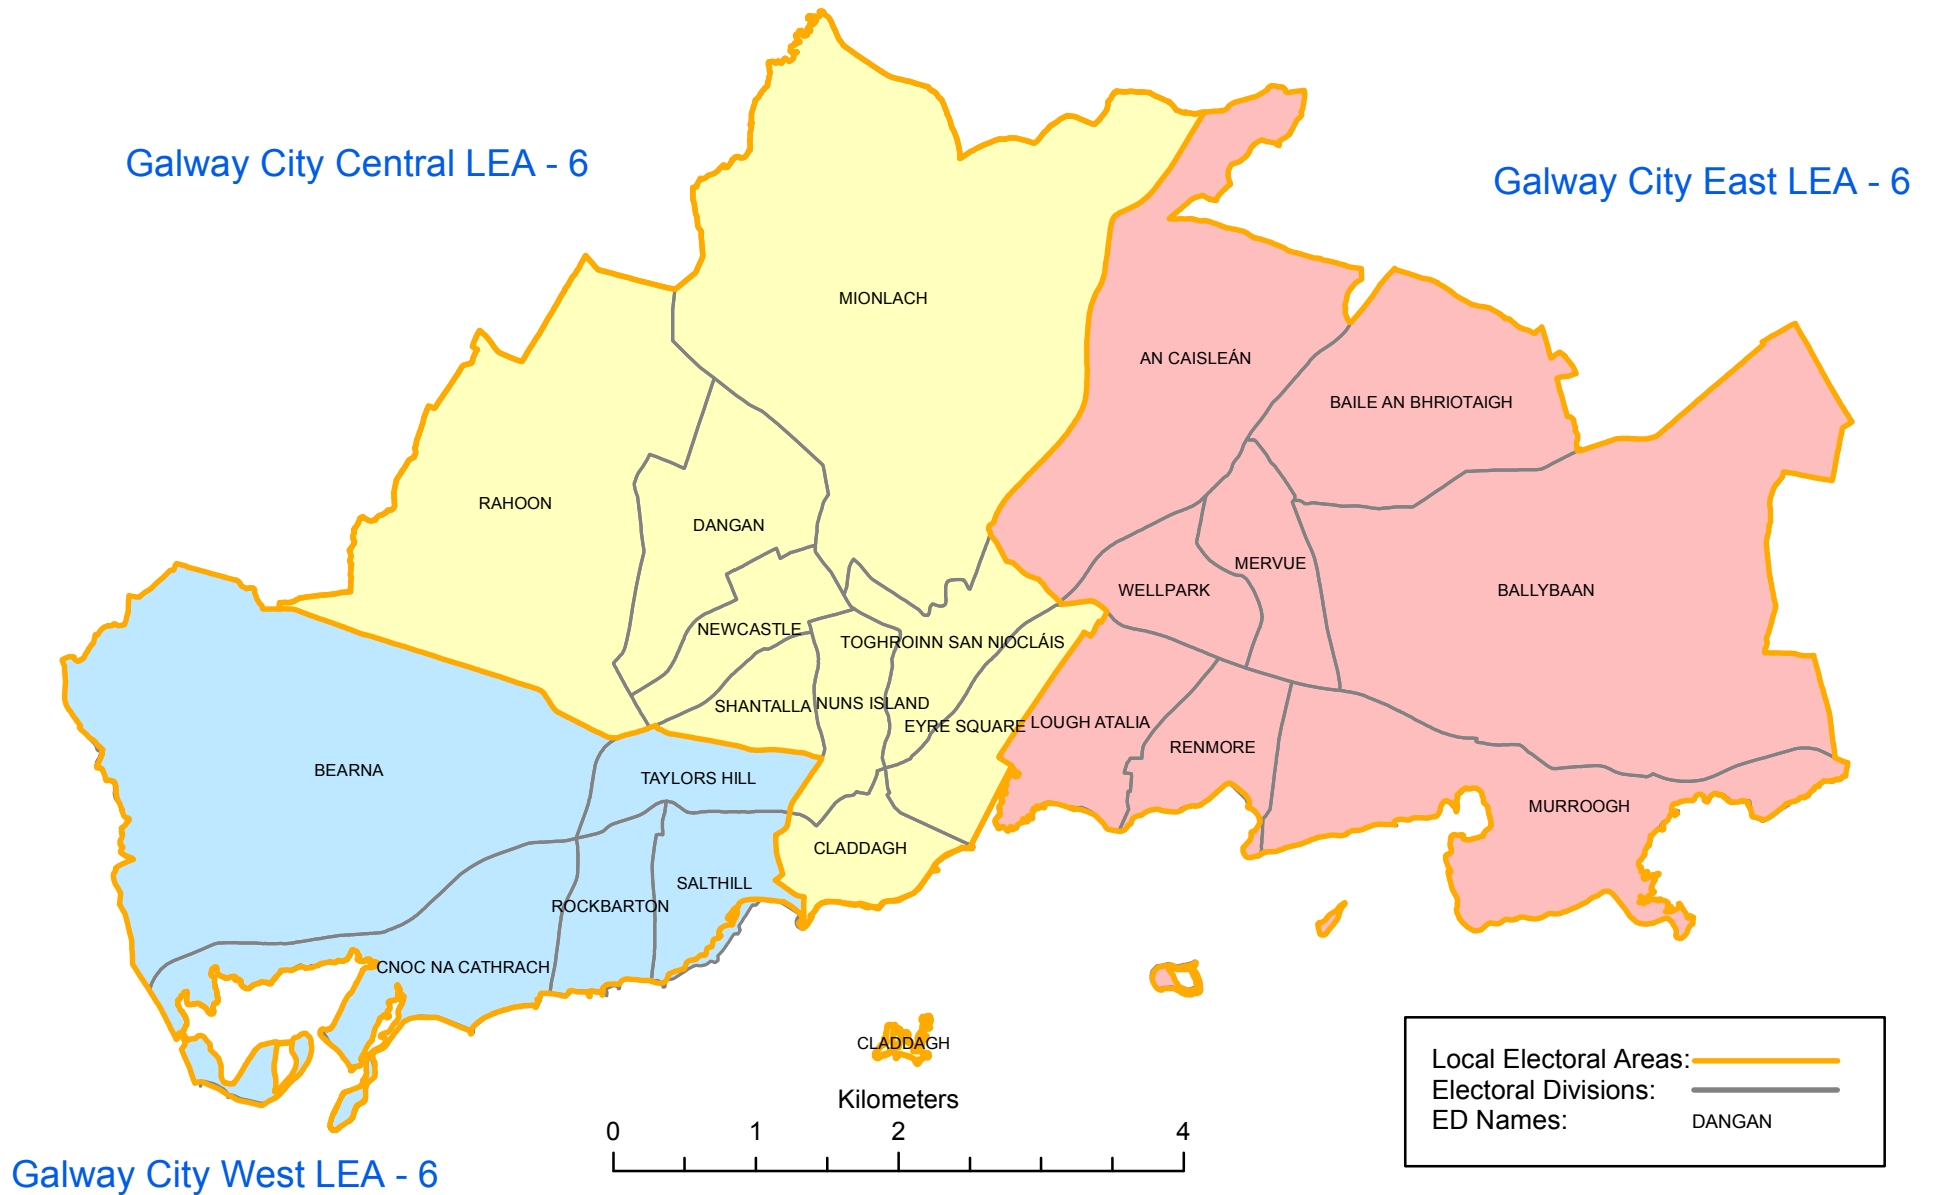 Galway City Central LEA - 6
Galway City East LEA - 6
MIONLACH
AN CAISLEÁN
BAILE AN BHRIOTAIGH
RAHOON
DANGAN
MERVUE
WELLPARK
BALLYBAAN
NEWCASTLE
TOGHROINN SAN NIOCLÁIS
SHANTALLA
NUNS ISLAND
EYRE SQUARE
LOUGH ATALIA
RENMORE
BEARNA
TAYLORS HILL
MURROOGH
CLADDAGH
SALTHILL
ROCKBARTON
CNOC NA CATHRACH
CLADDAGH
Kilometers
0 1 2 4
Local Electoral Areas:
Electoral Divisions:
ED Names: DANGAN
Galway City West LEA - 6